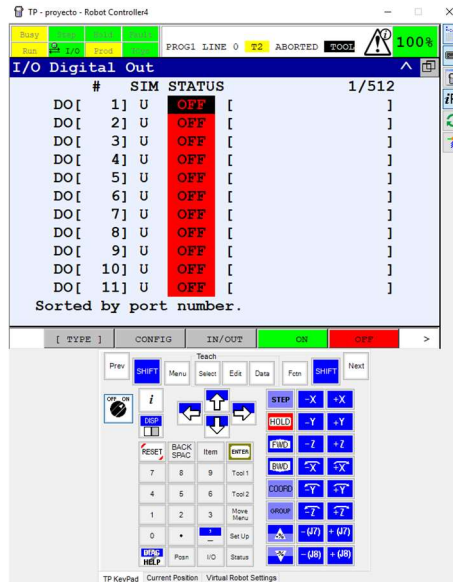 TP - proyecto - Robot Controller4
Busy Step Hold Fault
Run I/O Prod TCyc
PROG1 LINE 0 T2 ABORTED TOOL
100%
I/O Digital Out
# SIM STATUS 1/512
DO[ 1] U OFF [ ]
DO[ 2] U OFF [ ]
DO[ 3] U OFF [ ]
DO[ 4] U OFF [ ]
DO[ 5] U OFF [ ]
DO[ 6] U OFF [ ]
DO[ 7] U OFF [ ]
DO[ 8] U OFF [ ]
DO[ 9] U OFF [ ]
DO[ 10] U OFF [ ]
DO[ 11] U OFF [ ]
Sorted by port number.
[ TYPE ] CONFIG IN/OUT ON OFF >
Teach
Prev SHIFT Menu Select Edit Data Fctn SHIFT Next
OFF ON i STEP -X +X
DISP HOLD -Y +Y
RESET BACK SPAC Item ENTER FWD -Z +Z
7 8 9 Tool 1 BWD -X +X
4 5 6 Tool 2 COORD -Y +Y
1 2 3 Move Menu GROUP -Z +Z
0 . - Set Up - (J7) + (J7)
DIAG HELP Posn I/O Status - (J8) + (J8)
TP KeyPad Current Position Virtual Robot Settings